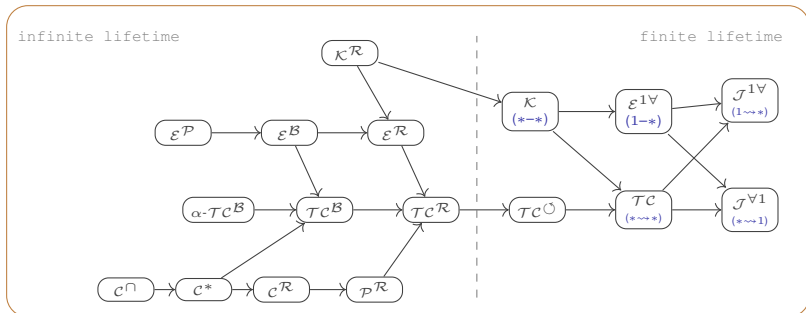 infinite lifetime
finite lifetime
𝒦^ℛ
𝒦
(∗–∗)
ℰ^1∀
(1–∗)
𝒥^1∀
(1⇝∗)
ℰ^𝒫
ℰ^ℬ
ℰ^ℛ
α-𝒯𝒞^ℬ
𝒯𝒞^ℬ
𝒯𝒞^ℛ
𝒯𝒞^↺
𝒯𝒞
(∗⇝∗)
𝒥^∀1
(∗⇝1)
𝒞^∩
𝒞^∗
𝒞^ℛ
𝒫^ℛ